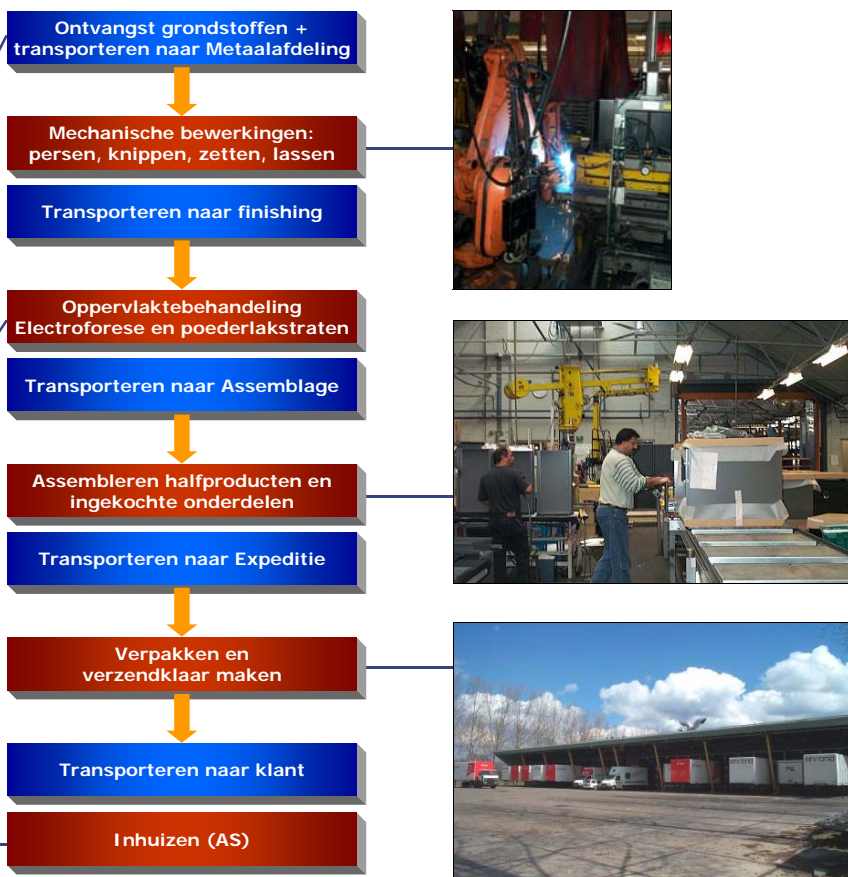 Ontvangst grondstoffen +
transporteren naar Metaalafdeling
Mechanische bewerkingen:
persen, knippen, zetten, lassen
Transporteren naar finishing
Oppervlaktebehandeling
Electroforese en poederlakstraten
Transporteren naar Assemblage
Assembleren halfproducten en
ingekochte onderdelen
Transporteren naar Expeditie
Verpakken en
verzendklaar maken
Transporteren naar klant
Inhuizen (AS)